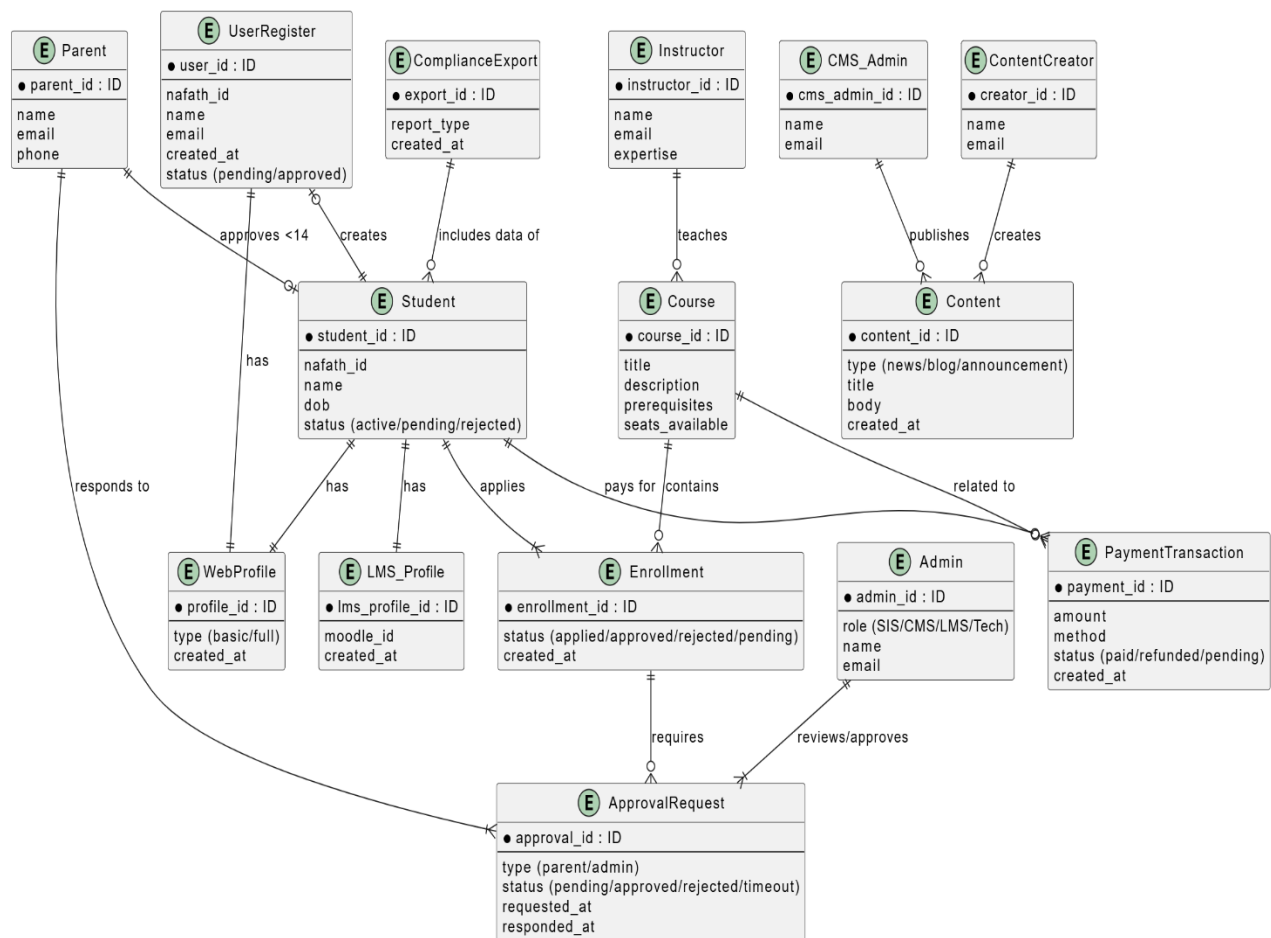 E Parent
● parent_id : ID
name
email
phone
E UserRegister
● user_id : ID
nafath_id
name
email
created_at
status (pending/approved)
E ComplianceExport
● export_id : ID
report_type
created_at
E Instructor
● instructor_id : ID
name
email
expertise
E CMS_Admin
● cms_admin_id : ID
name
email
E ContentCreator
● creator_id : ID
name
email
approves <14
creates
includes data of
teaches
publishes
creates
E Student
● student_id : ID
nafath_id
name
dob
status (active/pending/rejected)
E Course
● course_id : ID
title
description
prerequisites
seats_available
E Content
● content_id : ID
type (news/blog/announcement)
title
body
created_at
has
responds to
has
has
applies
pays for
contains
related to
E WebProfile
● profile_id : ID
type (basic/full)
created_at
E LMS_Profile
● lms_profile_id : ID
moodle_id
created_at
E Enrollment
● enrollment_id : ID
status (applied/approved/rejected/pending)
created_at
E Admin
● admin_id : ID
role (SIS/CMS/LMS/Tech)
name
email
E PaymentTransaction
● payment_id : ID
amount
method
status (paid/refunded/pending)
created_at
requires
reviews/approves
E ApprovalRequest
● approval_id : ID
type (parent/admin)
status (pending/approved/rejected/timeout)
requested_at
responded_at